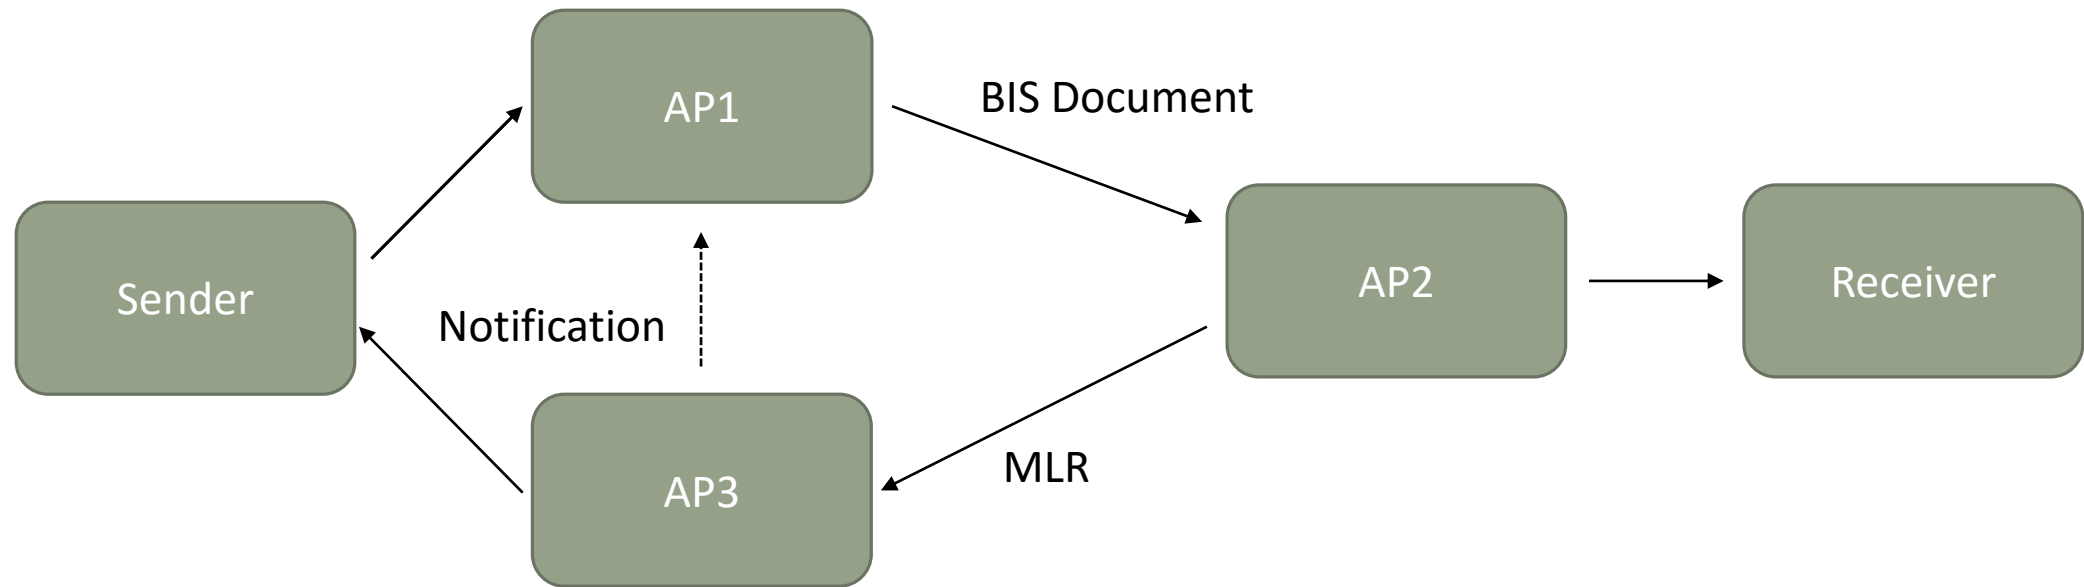 AP1
BIS Document
Sender
AP2
Receiver
Notification
MLR
AP3